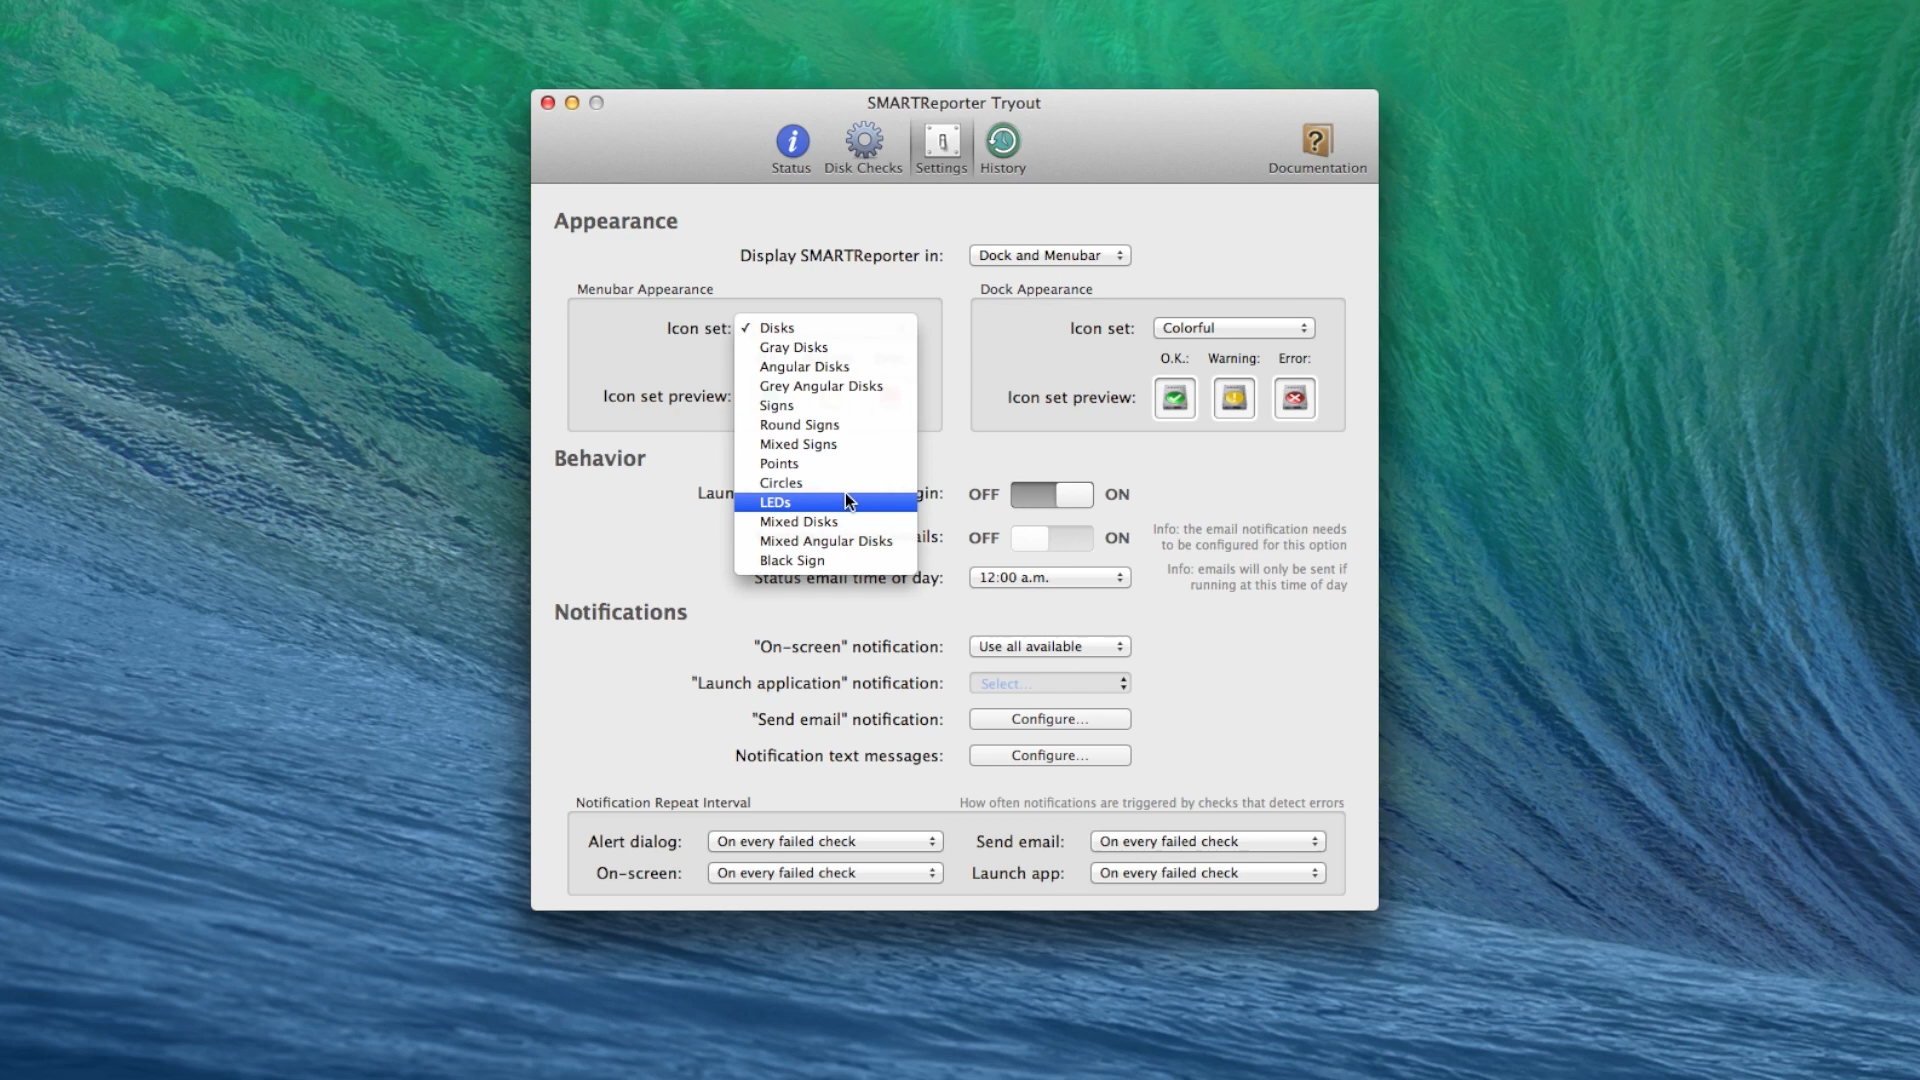 SMARTReporter Tryout
Status Disk Checks Settings History Documentation
Appearance
Display SMARTReporter in: Dock and Menubar
Menubar Appearance
Icon set: ✓ Disks
Gray Disks
Angular Disks
Grey Angular Disks
Icon set preview:
Signs
Round Signs
Mixed Signs
Points
Circles
LEDs
Mixed Disks
Mixed Angular Disks
Black Sign
Dock Appearance
Icon set: Colorful
O.K.: Warning: Error:
Icon set preview:
Behavior
Laun gin: OFF ON
ils: OFF ON
Info: the email notification needs
to be configured for this option
Status email time of day: 12:00 a.m.
Info: emails will only be sent if
running at this time of day
Notifications
"On-screen" notification: Use all available
"Launch application" notification: Select...
"Send email" notification: Configure...
Notification text messages: Configure...
Notification Repeat Interval How often notifications are triggered by checks that detect errors
Alert dialog: On every failed check Send email: On every failed check
On-screen: On every failed check Launch app: On every failed check